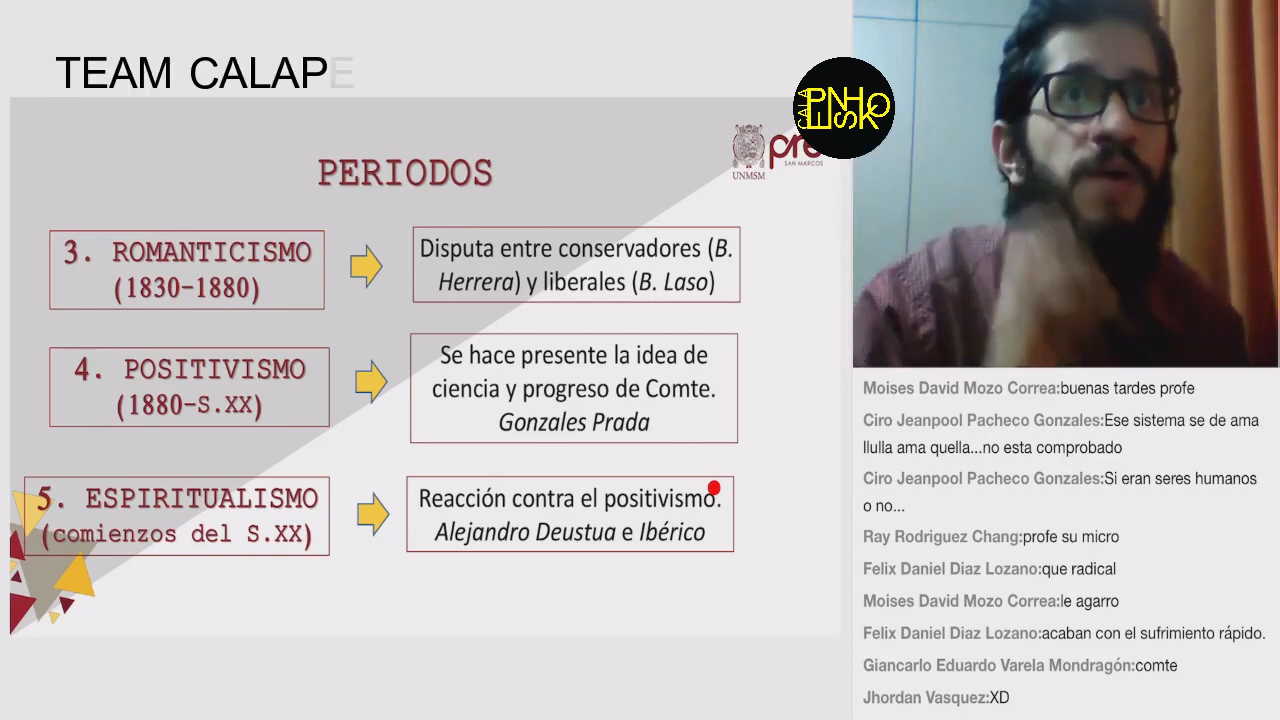 TEAM CALAPE
CALA
PENHOSK
pre
SAN MARCOS
UNMSM
PERIODOS
3. ROMANTICISMO
(1830-1880)
Disputa entre conservadores (B.
Herrera) y liberales (B. Laso)
4. POSITIVISMO
(1880-S.XX)
Se hace presente la idea de
ciencia y progreso de Comte.
Gonzales Prada
5. ESPIRITUALISMO
(comienzos del S.XX)
Reacción contra el positivismo.
Alejandro Deustua e Ibérico
Moises David Mozo Correa:buenas tardes profe
Ciro Jeanpool Pacheco Gonzales:Ese sistema se de ama
llulla ama quella...no esta comprobado
Ciro Jeanpool Pacheco Gonzales:Si eran seres humanos
o no...
Ray Rodriguez Chang:profe su micro
Felix Daniel Diaz Lozano:que radical
Moises David Mozo Correa:le agarro
Felix Daniel Diaz Lozano:acaban con el sufrimiento rápido.
Giancarlo Eduardo Varela Mondragón:comte
Jhordan Vasquez:XD